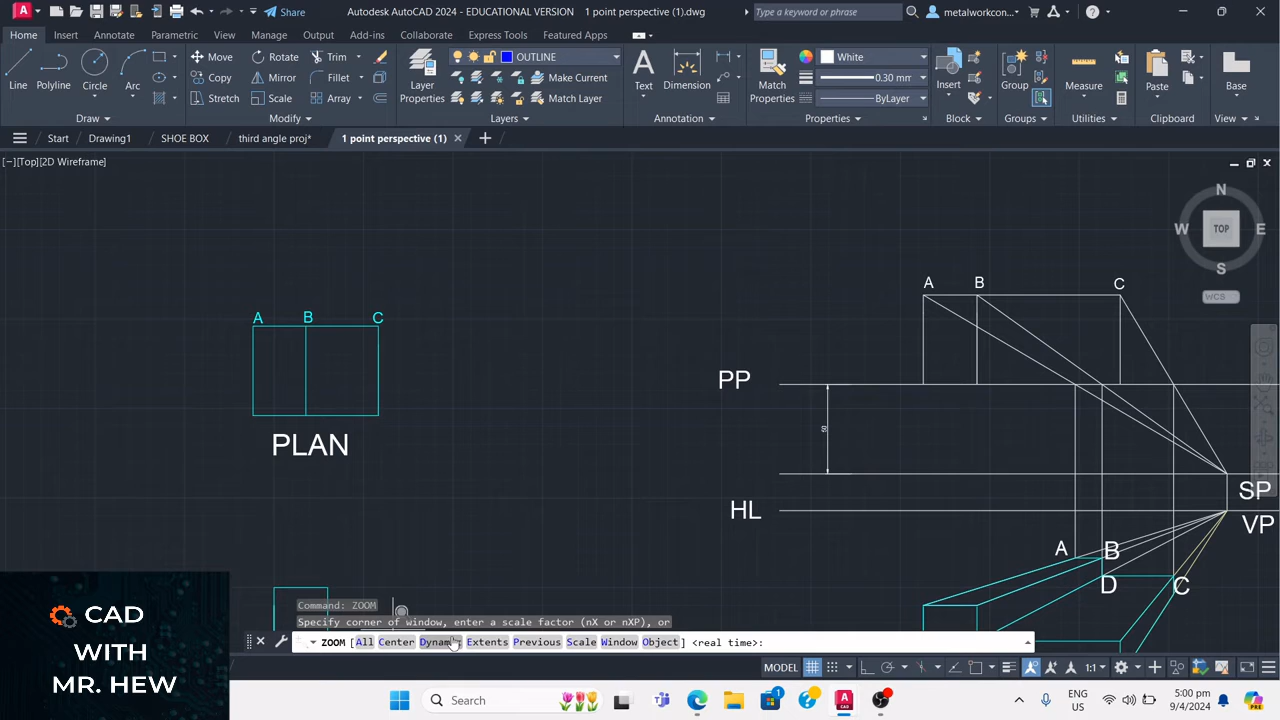 Share
Autodesk AutoCAD 2024 - EDUCATIONAL VERSION
1 point perspective (1).dwg
Type a keyword or phrase
metalworkcon...
Home
Insert
Annotate
Parametric
View
Manage
Output
Add-ins
Collaborate
Express Tools
Featured Apps
Line
Polyline
Circle
Arc
Move
Copy
Stretch
Rotate
Mirror
Scale
Trim
Fillet
Array
Layer
Properties
OUTLINE
Make Current
Match Layer
Text
Dimension
Match
Properties
White
0.30 mm
ByLayer
Insert
Group
Measure
Paste
Base
Draw
Modify
Layers
Annotation
Properties
Block
Groups
Utilities
Clipboard
View
Start
Drawing1
SHOE BOX
third angle proj*
1 point perspective (1)
[−][Top][2D Wireframe]
N
W
TOP
E
S
WCS
A B C
PLAN
A B C
PP
50
SP
HL
VP
A B
D C
CAD
WITH
MR. HEW
Command: ZOOM
Specify corner of window, enter a scale factor (nX or nXP), or
ZOOM [All Center Dynamic Extents Previous Scale Window Object] <real time>:
MODEL
1:1
Search
ENG
US
5:00 PM
9/4/2024